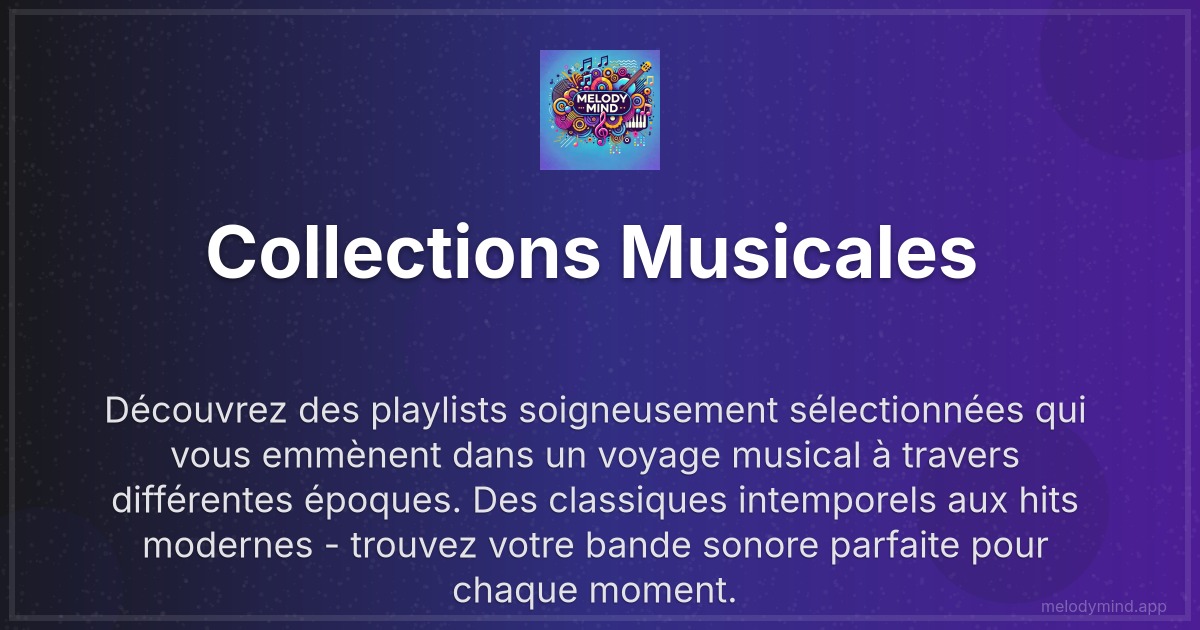 MELODY
MIND
Collections Musicales
Découvrez des playlists soigneusement sélectionnées qui
vous emmènent dans un voyage musical à travers
différentes époques. Des classiques intemporels aux hits
modernes - trouvez votre bande sonore parfaite pour
chaque moment.
melodymind.app